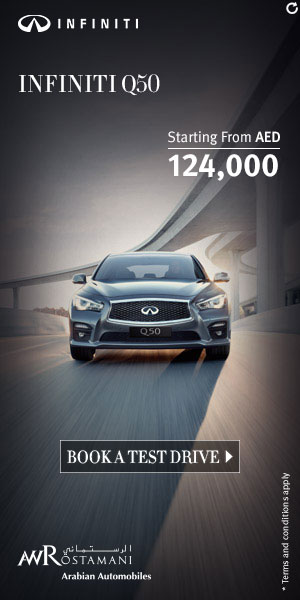 INFINITI
INFINITI Q50
Starting From AED
124,000
Q50
BOOK A TEST DRIVE
الرستماني
AWROSTAMANI
Arabian Automobiles
* Terms and conditions apply